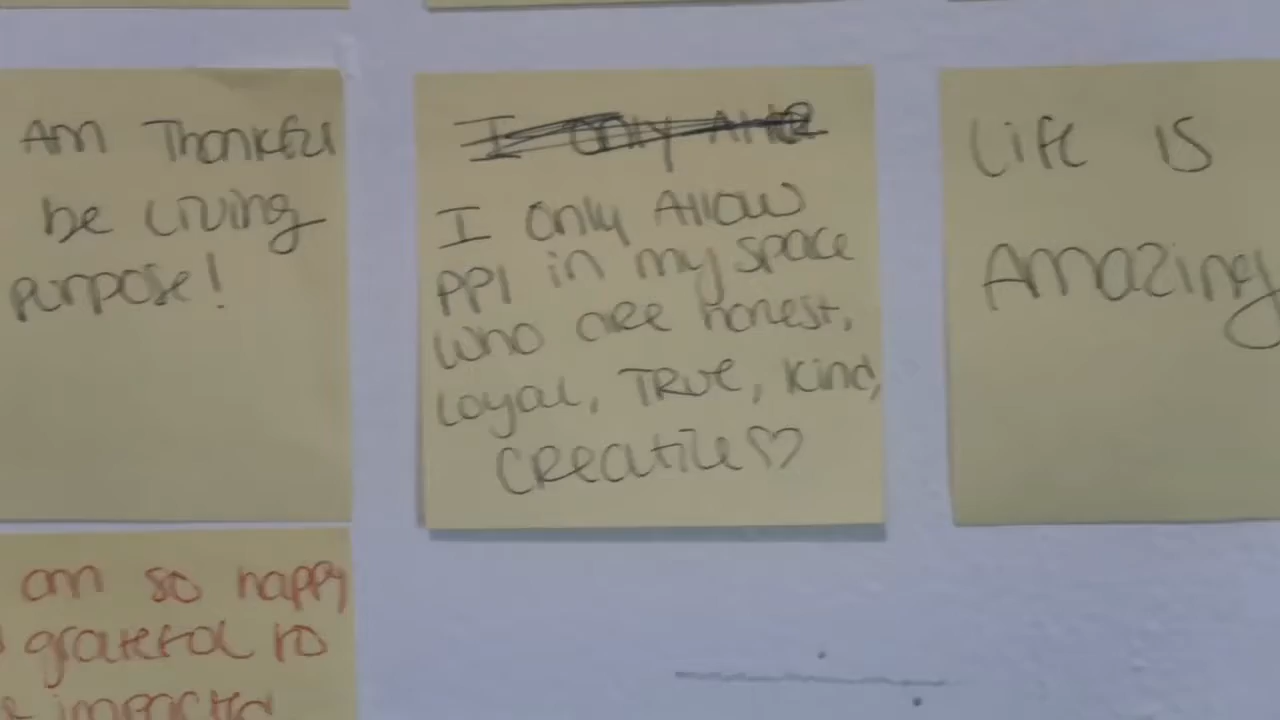 Am Thankful
be Living
purpose!
I Only Allow
PPl in my space
who are honest,
Loyal, TRUE, Kind,
CReative♡
Life is
Amazing
am so happy
grateful to
impacted